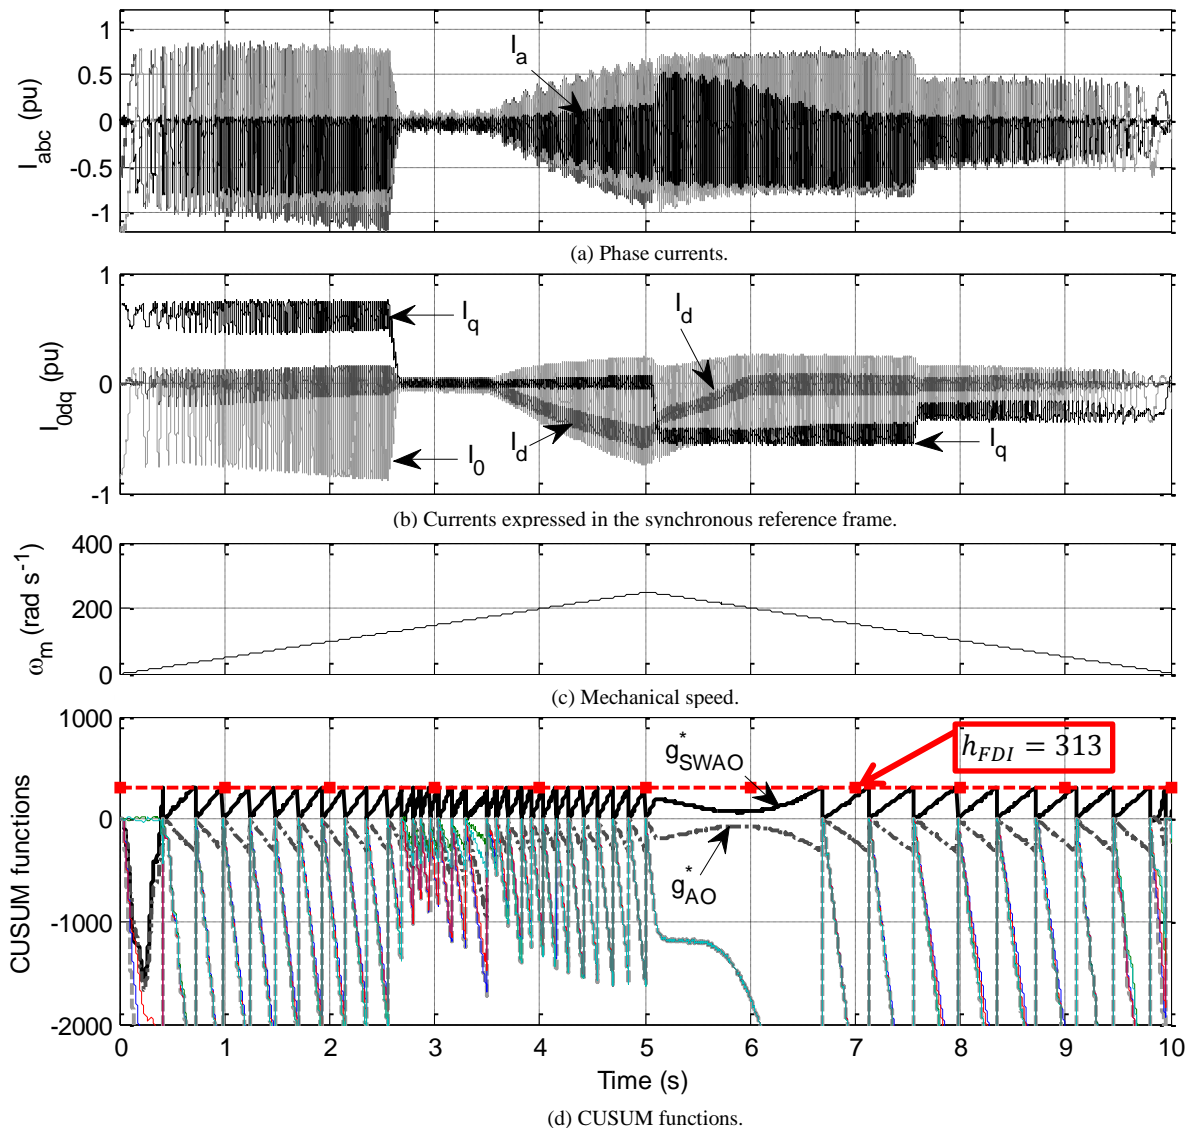 1
0.5
0
-0.5
-1
I_abc (pu)
I_a
(a) Phase currents.
1
0
-1
I_0dq (pu)
I_q
I_d
I_0
I_d
I_q
(b) Currents expressed in the synchronous reference frame.
400
200
0
ω_m (rad s^-1)
(c) Mechanical speed.
1000
0
-1000
-2000
CUSUM functions
g*_SWAO
h_FDI = 313
g*_AO
0 1 2 3 4 5 6 7 8 9 10
Time (s)
(d) CUSUM functions.